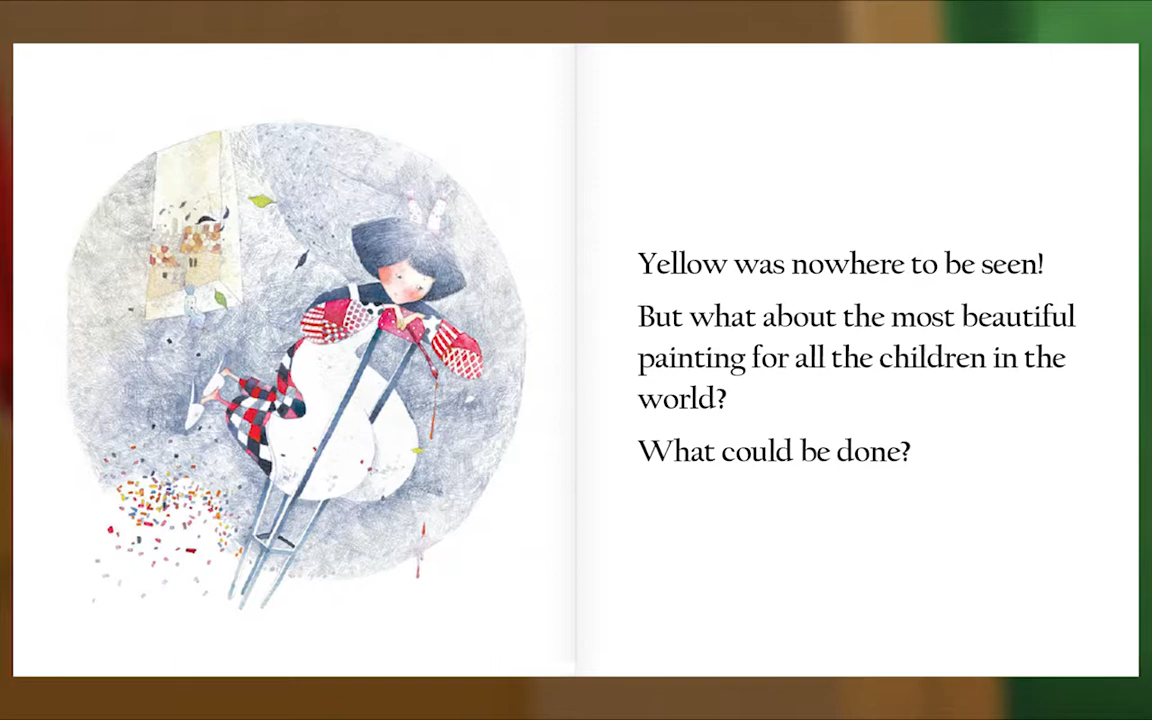 Yellow was nowhere to be seen!
But what about the most beautiful
painting for all the children in the
world?
What could be done?